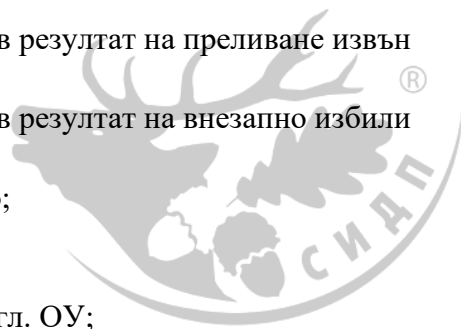 в резултат на преливане извън
®
в резултат на внезапно избили
;
СИДП
гл. ОУ;